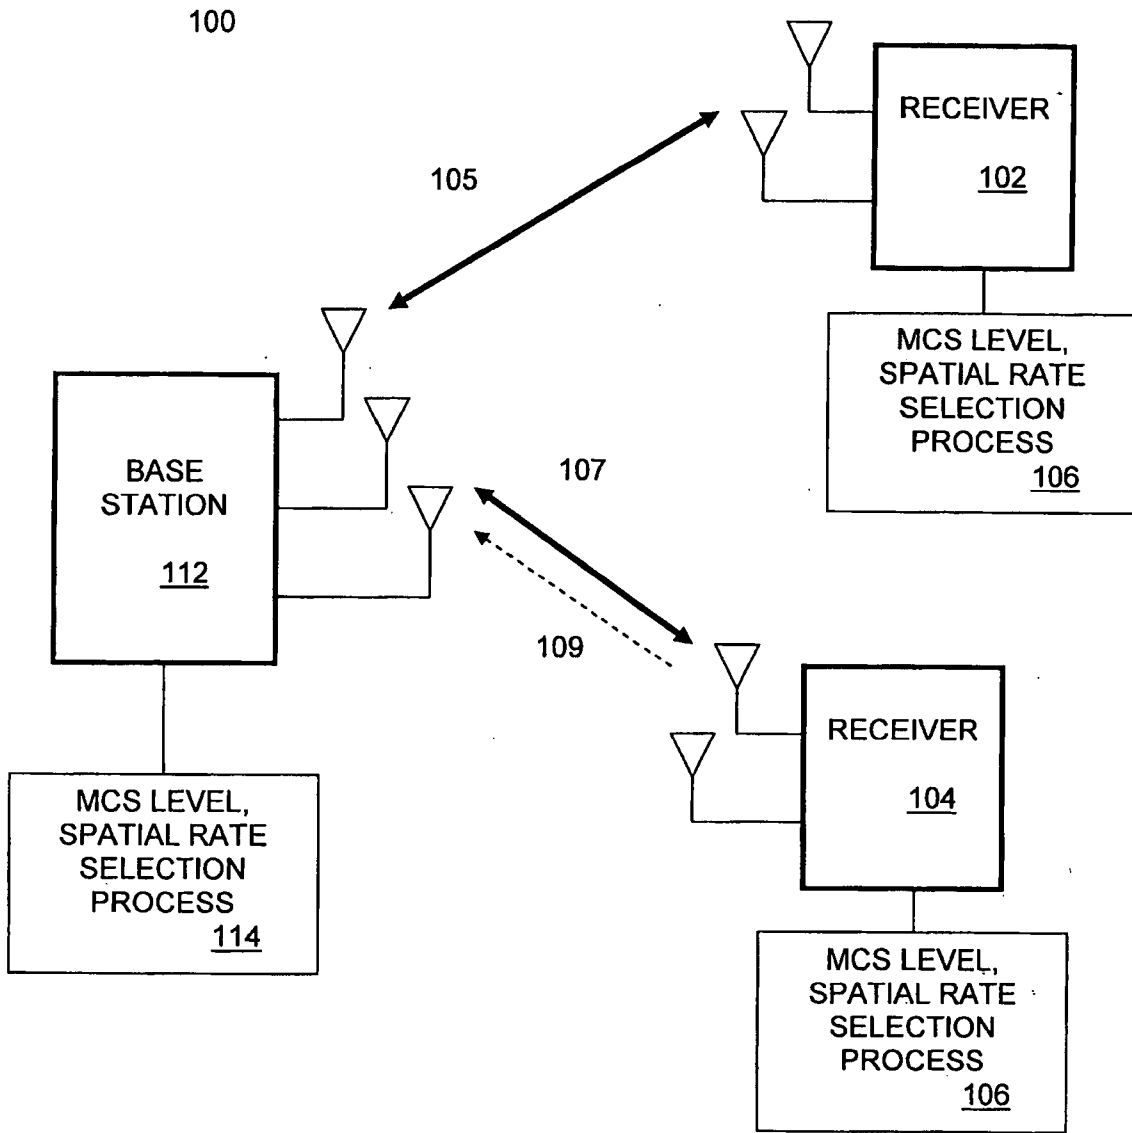 100
RECEIVER
102
105
MCS LEVEL,
SPATIAL RATE
SELECTION
PROCESS
106
BASE
STATION
112
107
109
RECEIVER
104
MCS LEVEL,
SPATIAL RATE
SELECTION
PROCESS
114
MCS LEVEL,
SPATIAL RATE
SELECTION
PROCESS
106